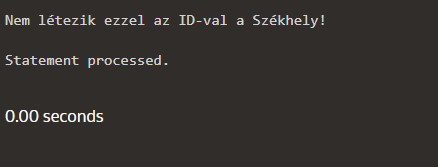 Nem létezik ezzel az ID-val a Székhely!
Statement processed.
0.00 seconds